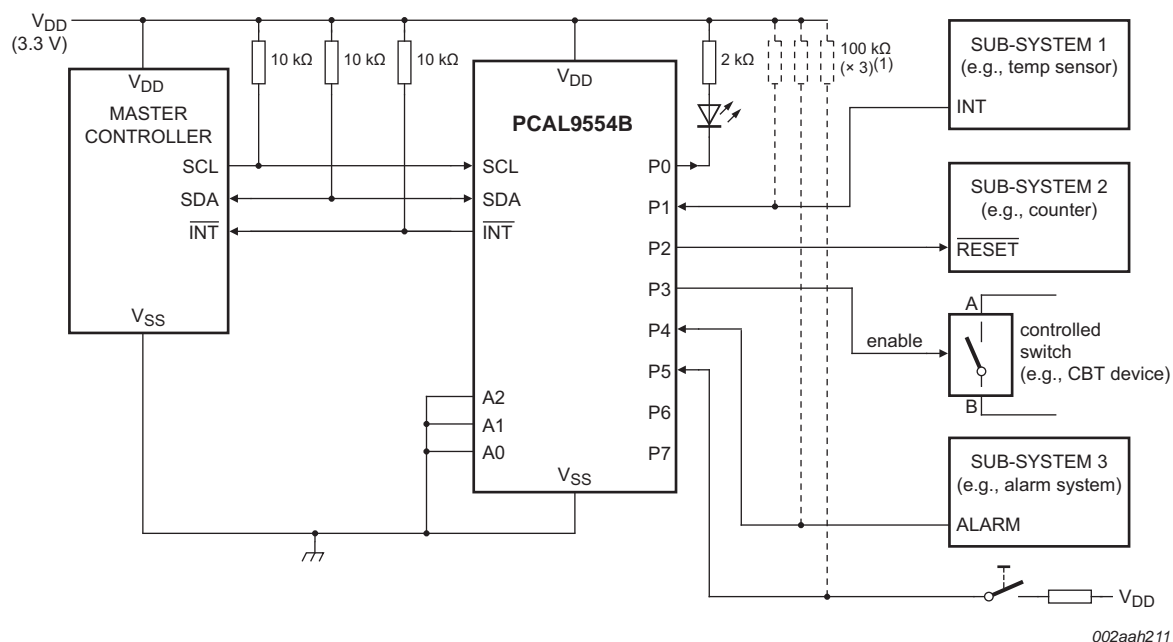 VDD
(3.3 V)
10 kΩ
10 kΩ
10 kΩ
2 kΩ
100 kΩ
(× 3)(1)
VDD
MASTER
CONTROLLER
SCL
SDA
INT
VSS
VDD
PCAL9554B
SCL
SDA
INT
A2
A1
A0
VSS
P0
P1
P2
P3
P4
P5
P6
P7
SUB-SYSTEM 1
(e.g., temp sensor)
INT
SUB-SYSTEM 2
(e.g., counter)
RESET
enable
A
B
controlled
switch
(e.g., CBT device)
SUB-SYSTEM 3
(e.g., alarm system)
ALARM
VDD
002aah211